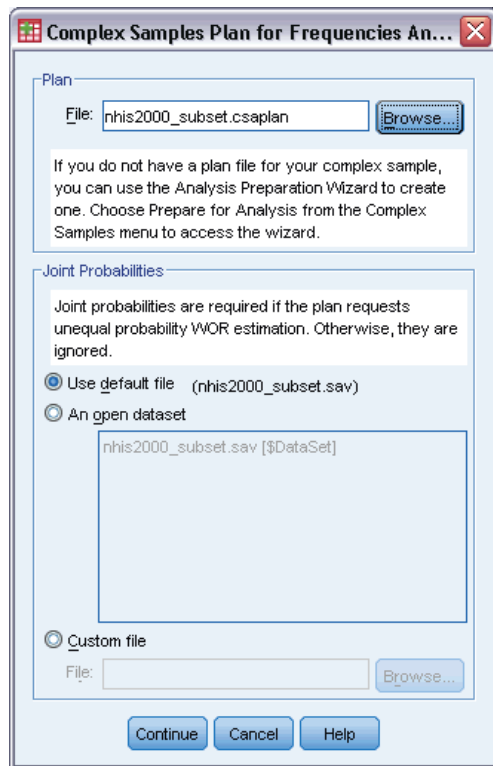 Complex Samples Plan for Frequencies An...
Plan
File: nhis2000_subset.csaplan Browse...
If you do not have a plan file for your complex sample,
you can use the Analysis Preparation Wizard to create
one. Choose Prepare for Analysis from the Complex
Samples menu to access the wizard.
Joint Probabilities
Joint probabilities are required if the plan requests
unequal probability WOR estimation. Otherwise, they are
ignored.
Use default file (nhis2000_subset.sav)
An open dataset
nhis2000_subset.sav [$DataSet]
Custom file
File: Browse...
Continue Cancel Help